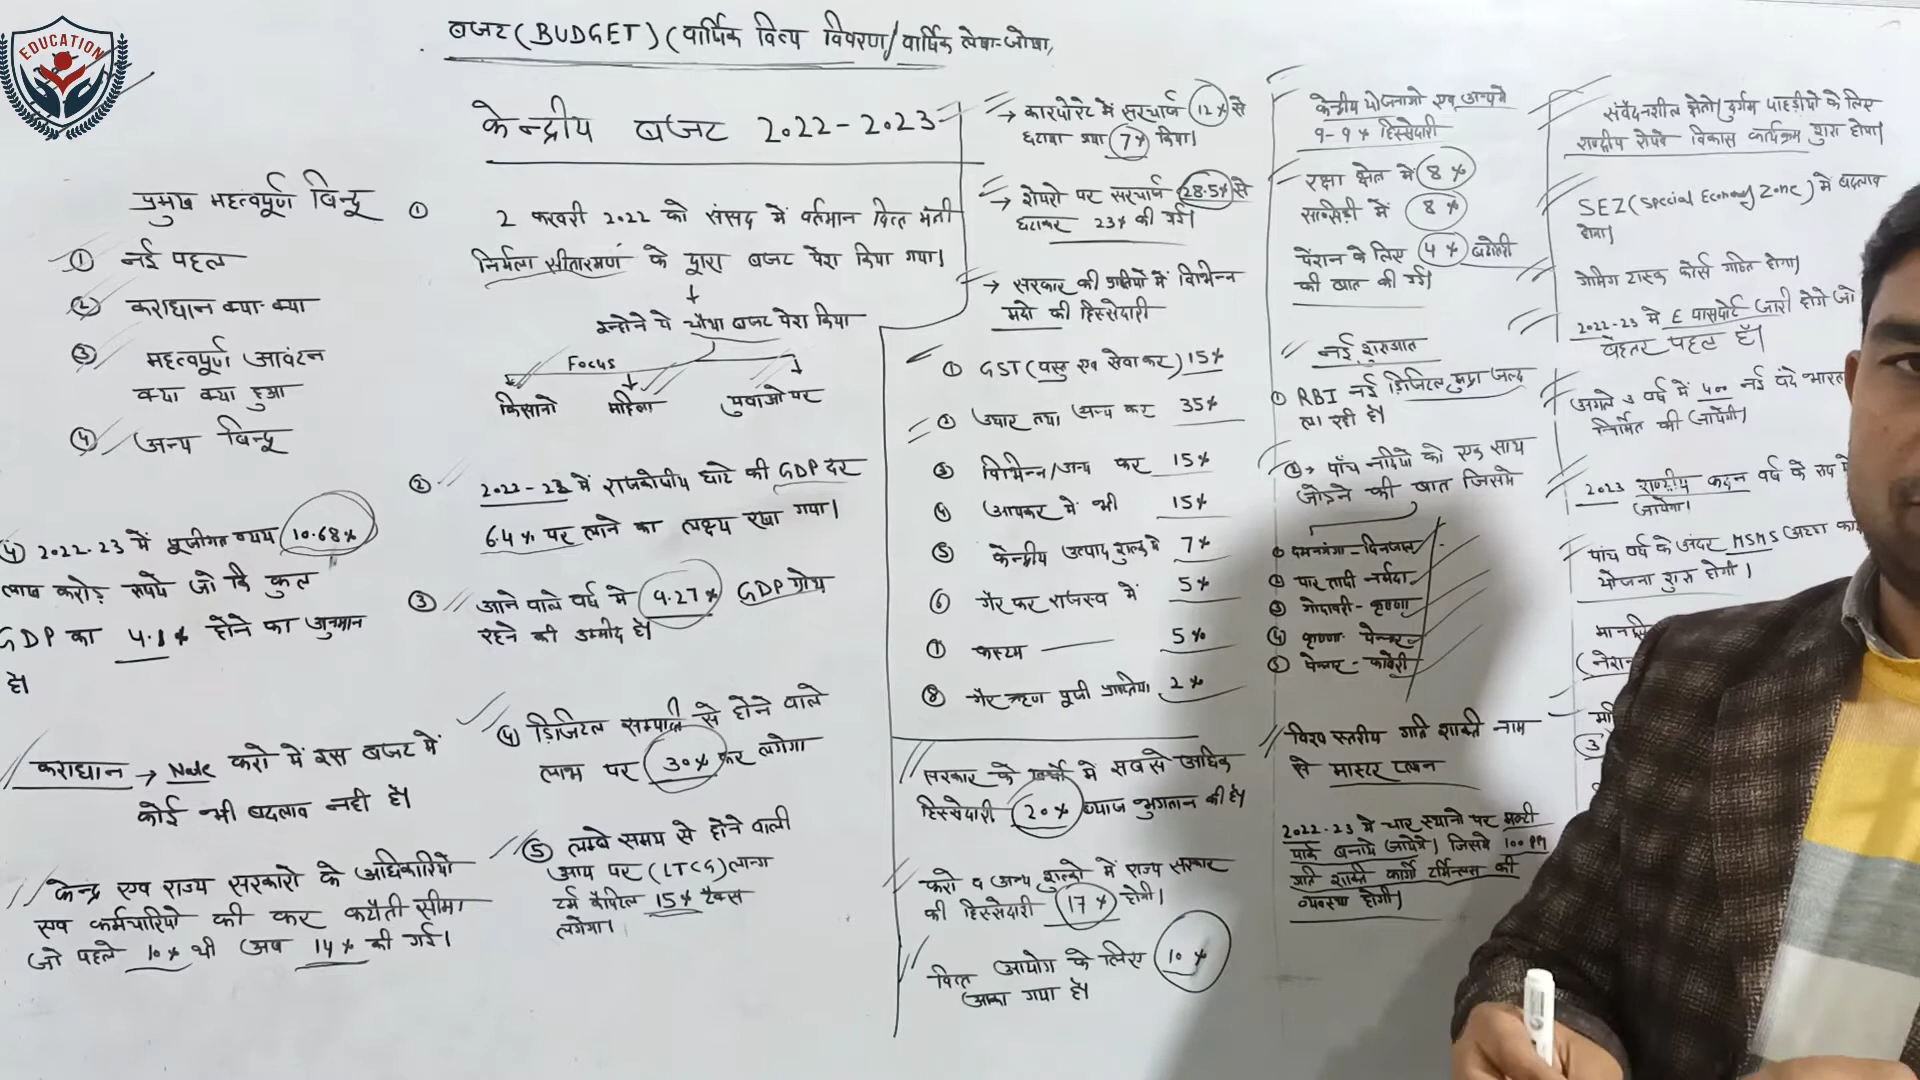 EDUCATION
बजट (BUDGET) (वार्षिक वित्य विवरण/वार्षिक लेखा-जोखा,
केन्द्रीय बजट 2022-2023
प्रमुख महत्वपूर्ण बिन्दू
① नई पहल
② कराधान क्या-क्या
③ महत्वपूर्ण आवंटन
क्या क्या हुआ
④ अन्य बिन्दू
④ 2022-23 में पूजीगत व्यय 10.68%
लाख करोड़ रूपये जो कि कुल
GDP का 4.1% होने का अनुमान
है।
कराधान → Note करो में इस बजट में
कोई भी बदलाव नही है।
केन्द्र एवं राज्य सरकारो के अधिकारियो
एव कर्मचारियो की कर कटौती सीमा
जो पहले 10% थी अब 14% की गई।
① 2 फरवरी 2022 को संसद में वर्तमान वित्त मंत्री
निर्मला सीतारमणं के द्वारा बजट पेश किया गया।
↓
इन्होने ये चौथा बजट पेश किया
Focus
किसानो महिला युवाओ पर
② 2022-23 में राजकोषीय घाटे की GDP दर
6.4% पर लाने का लक्ष्य रखा गया।
③ आने वाले वर्ष में 9.27% GDP ग्रोथ
रहने की उम्मीद है।
④ डिजिटल सम्पत्ति से होने वाले
लाभ पर 30% कर लगेगा
⑤ लम्बे समय से होने वाली
आय पर (LTCG) लान्ग
टर्म कैपिटल 15% टैक्स
लगेगा।
→ कारपोरेट में सरचार्ज 12% से
घटाया गया 7% किया।
→ शेयरो पर सरचार्ज 28.5% से
घटाकर 23% की गई।
→ सरकार की प्राप्तियों में विभिन्न
मदो की हिस्सेदारी
① GST (वस्तु एव सेवा कर) 15%
② उधार तथा अन्य कर 35%
③ विभिन्न/अन्य कर 15%
④ आयकर में भी 15%
⑤ केन्द्रीय उत्पाद शुल्क में 7%
⑥ गैर कर राजस्व में 5%
⑦ कस्टम — 5%
⑧ गैर ऋण पूजी प्राप्तिया 2%
सरकार के खर्चो में सबसे अधिक
हिस्सेदारी 20% ब्याज भुगतान की है।
करो व अन्य शुल्को में राज्य सरकार
की हिस्सेदारी 17% होगी।
वित्त आयोग के लिए 10%
आका गया है।
केन्द्रीय योजनाओ एव अन्य में
9-9% हिस्सेदारी
रक्षा क्षेत्र में 8%
सब्सिडी में 8%
पेंशन के लिए 4% बढोतरी
की बात की गई।
नई शुरुआत
① RBI नई डिजिटल मुद्रा जल्द
ला रही है।
②→ पाँच नदियो को एक साथ
जोड़ने की बात जिसमे
① दमनगंगा-पिनजाल
② पार तापी नर्मदा
③ गोदावरी-कृष्णा
④ कृष्णा-पेन्नार
⑤ पेन्नार-कावेरी
विश्व स्तरीय गति शक्ति नाम
से मास्टर प्लान
2022-23 में चार स्थानो पर मल्टी
पार्क बनाये जायेगे। जिसमे 100 PM
गति शक्ति कार्गो टर्मिनल्स की
व्यवस्था होगी।
संवेदनशील क्षेत्रो/दुर्गम पहाड़ीयो के लिए
राष्ट्रीय रोपवे विकास कार्यक्रम शुरु होगा।
SEZ (Special Economy Zone) में बदलाव
होगा।
गेमिंग टास्क फोर्स गठित होगा।
2022-23 मे E पासपोर्ट जारी होगे जो
बेहतर पहल है।
अगले 3 वर्ष में 400 नई वंदे भारत
निर्मित की जायेगी।
2023 राष्ट्रीय कदन वर्ष के रूप में
जायेगा।
पांच वर्ष के अंदर MSMS
योजना शुरु होगी।